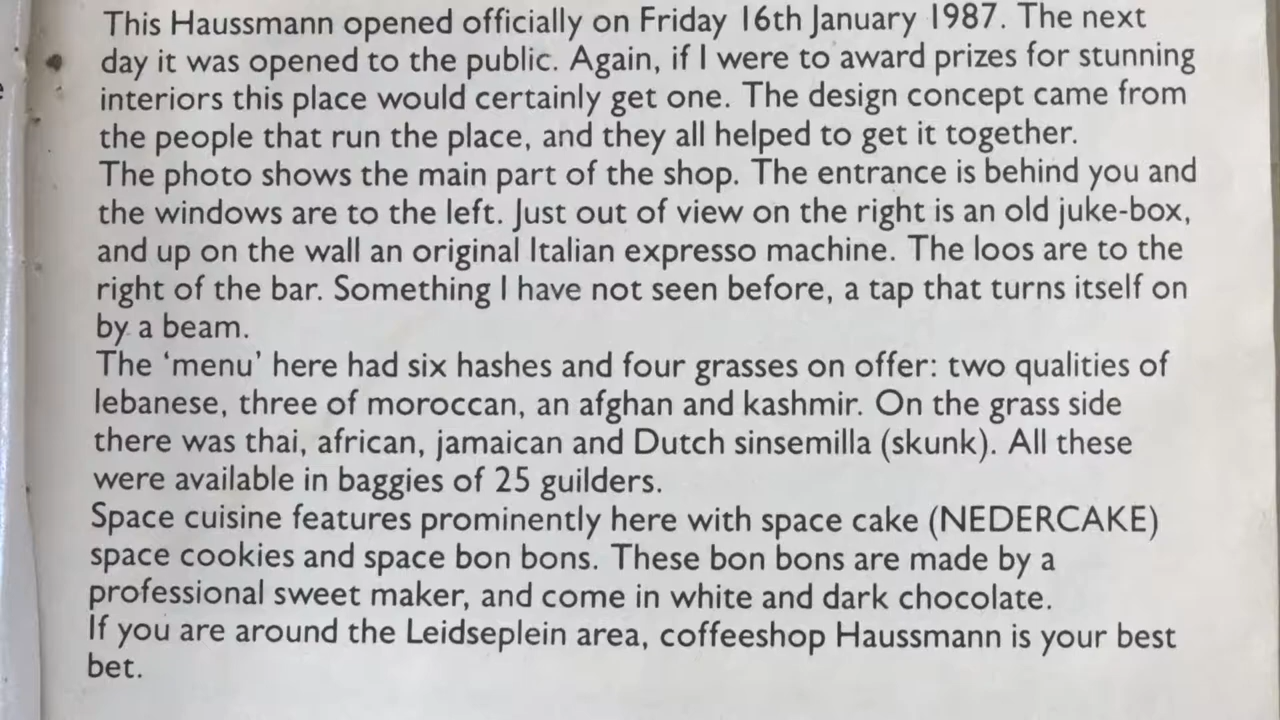 This Haussmann opened officially on Friday 16th January 1987. The next
day it was opened to the public. Again, if I were to award prizes for stunning
interiors this place would certainly get one. The design concept came from
the people that run the place, and they all helped to get it together.
The photo shows the main part of the shop. The entrance is behind you and
the windows are to the left. Just out of view on the right is an old juke-box,
and up on the wall an original Italian expresso machine. The loos are to the
right of the bar. Something I have not seen before, a tap that turns itself on
by a beam.
The ‘menu’ here had six hashes and four grasses on offer: two qualities of
lebanese, three of moroccan, an afghan and kashmir. On the grass side
there was thai, african, jamaican and Dutch sinsemilla (skunk). All these
were available in baggies of 25 guilders.
Space cuisine features prominently here with space cake (NEDERCAKE)
space cookies and space bon bons. These bon bons are made by a
professional sweet maker, and come in white and dark chocolate.
If you are around the Leidseplein area, coffeeshop Haussmann is your best
bet.